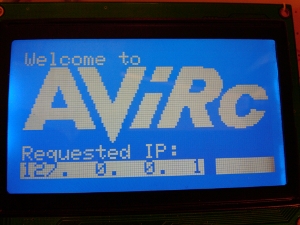 Welcome to
AViRc
Requested IP:
127.  0.  0.  1